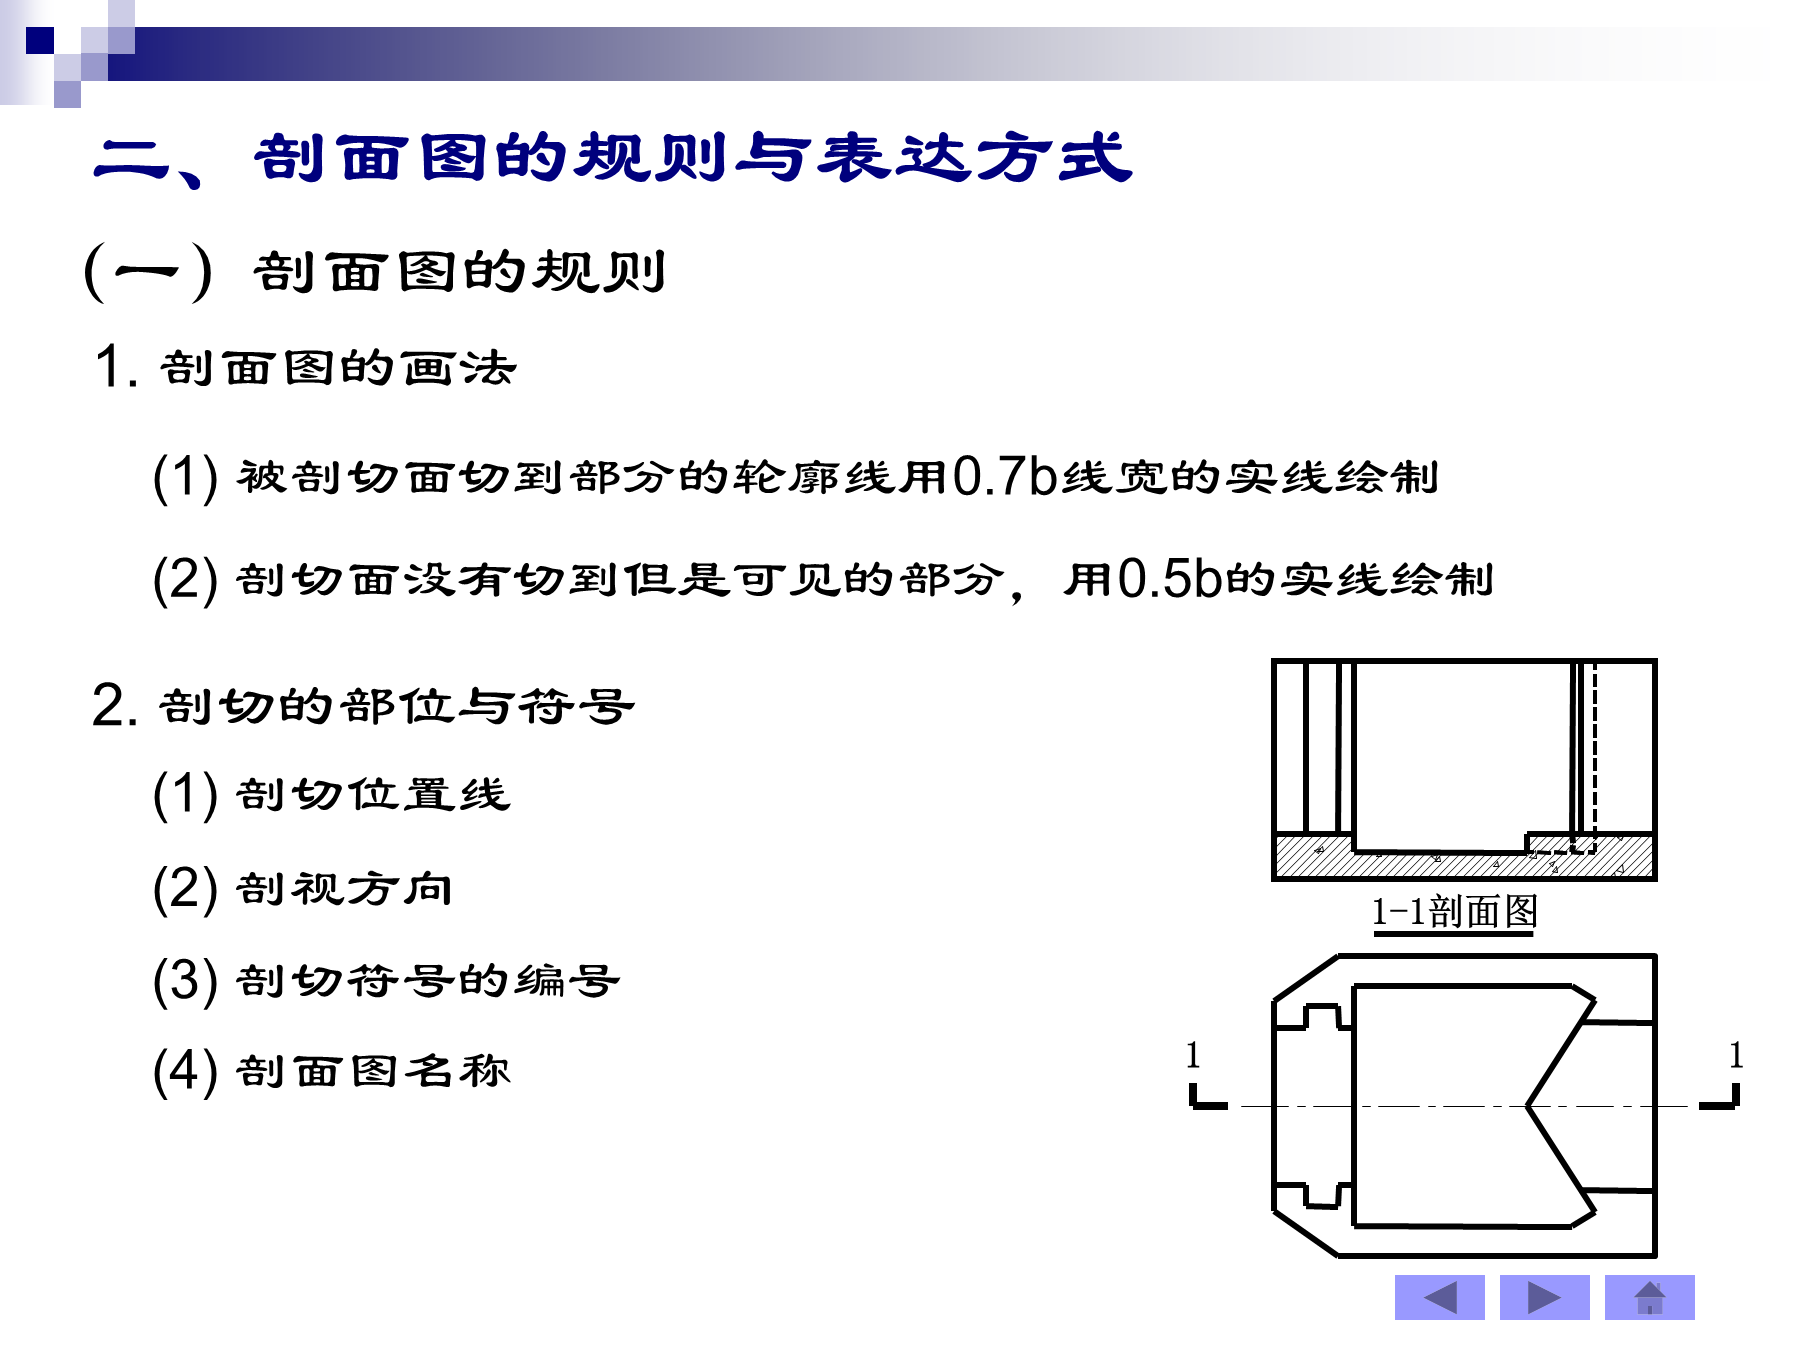 二、剖面图的规则与表达方式
(一) 剖面图的规则
1. 剖面图的画法
(1) 被剖切面切到部分的轮廓线用0.7b线宽的实线绘制
(2) 剖切面没有切到但是可见的部分，用0.5b的实线绘制
2. 剖切的部位与符号
(1) 剖切位置线
(2) 剖视方向
(3) 剖切符号的编号
(4) 剖面图名称
1-1剖面图
1 1